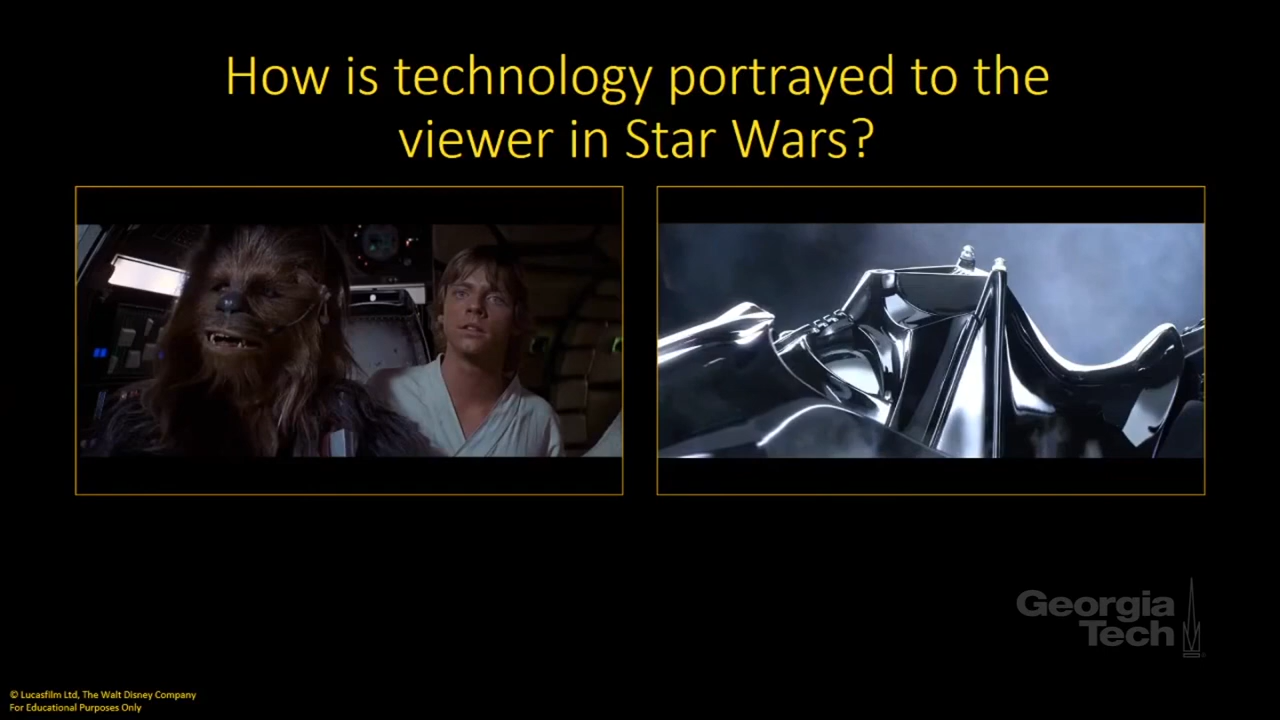 How is technology portrayed to the
viewer in Star Wars?
Georgia
Tech
© Lucasfilm Ltd, The Walt Disney Company
For Educational Purposes Only